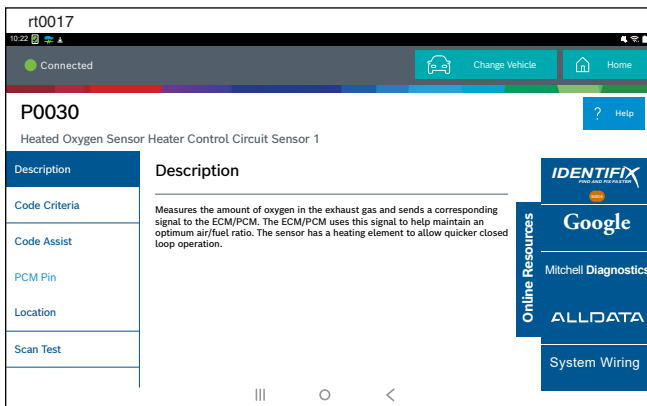 rt0017
10:22
Connected
Change Vehicle
Home
P0030
? Help
Heated Oxygen Sensor Heater Control Circuit Sensor 1
Description
Code Criteria
Code Assist
PCM Pin
Location
Scan Test
Description
Measures the amount of oxygen in the exhaust gas and sends a corresponding
signal to the ECM/PCM. The ECM/PCM uses this signal to help maintain an
optimum air/fuel ratio. The sensor has a heating element to allow quicker closed
loop operation.
Online Resources
IDENTIFIX
FIND AND FIX FASTER
Google
Mitchell Diagnostics
ALLDATA
System Wiring